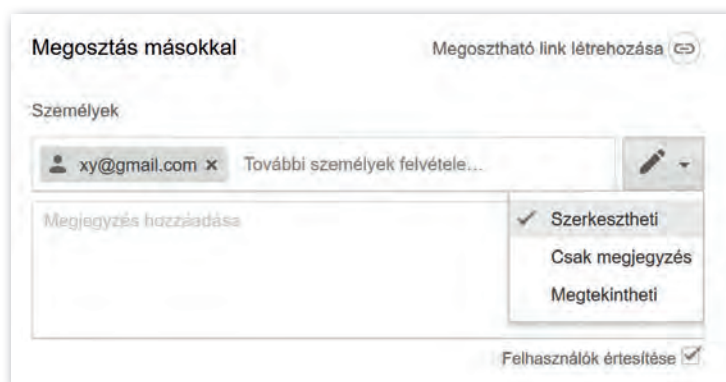 Megosztás másokkal
Megosztható link létrehozása
Személyek
xy@gmail.com × További személyek felvétele...
Megjegyzés hozzáadása
Szerkesztheti
Csak megjegyzés
Megtekintheti
Felhasználók értesítése